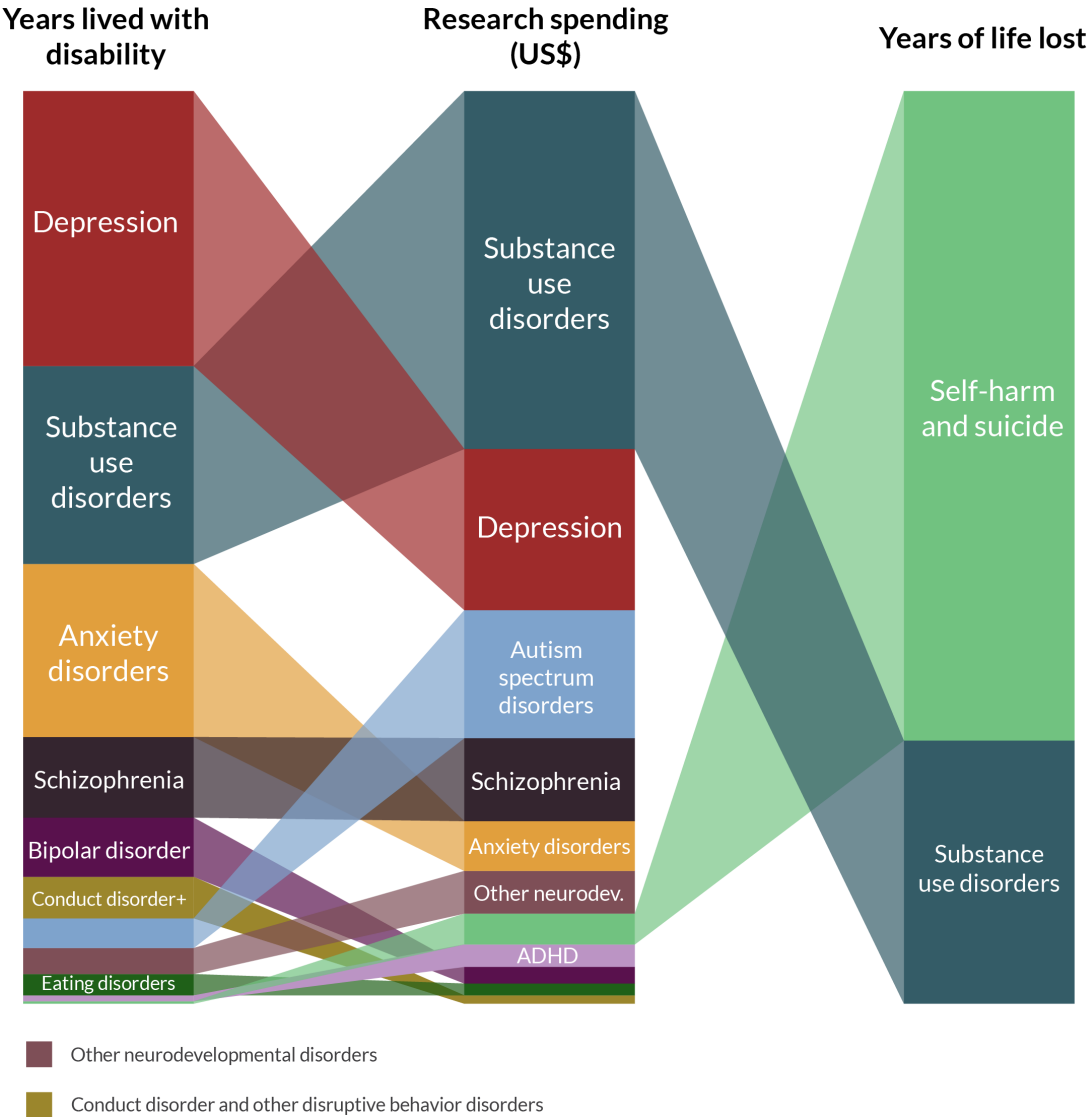 Years lived with
disability
Research spending
(US$)
Years of life lost
Depression
Substance
use
disorders
Anxiety
disorders
Schizophrenia
Bipolar disorder
Conduct disorder+
Eating disorders
Substance
use
disorders
Depression
Autism
spectrum
disorders
Schizophrenia
Anxiety disorders
Other neurodev.
ADHD
Self-harm
and suicide
Substance
use disorders
Other neurodevelopmental disorders
Conduct disorder and other disruptive behavior disorders